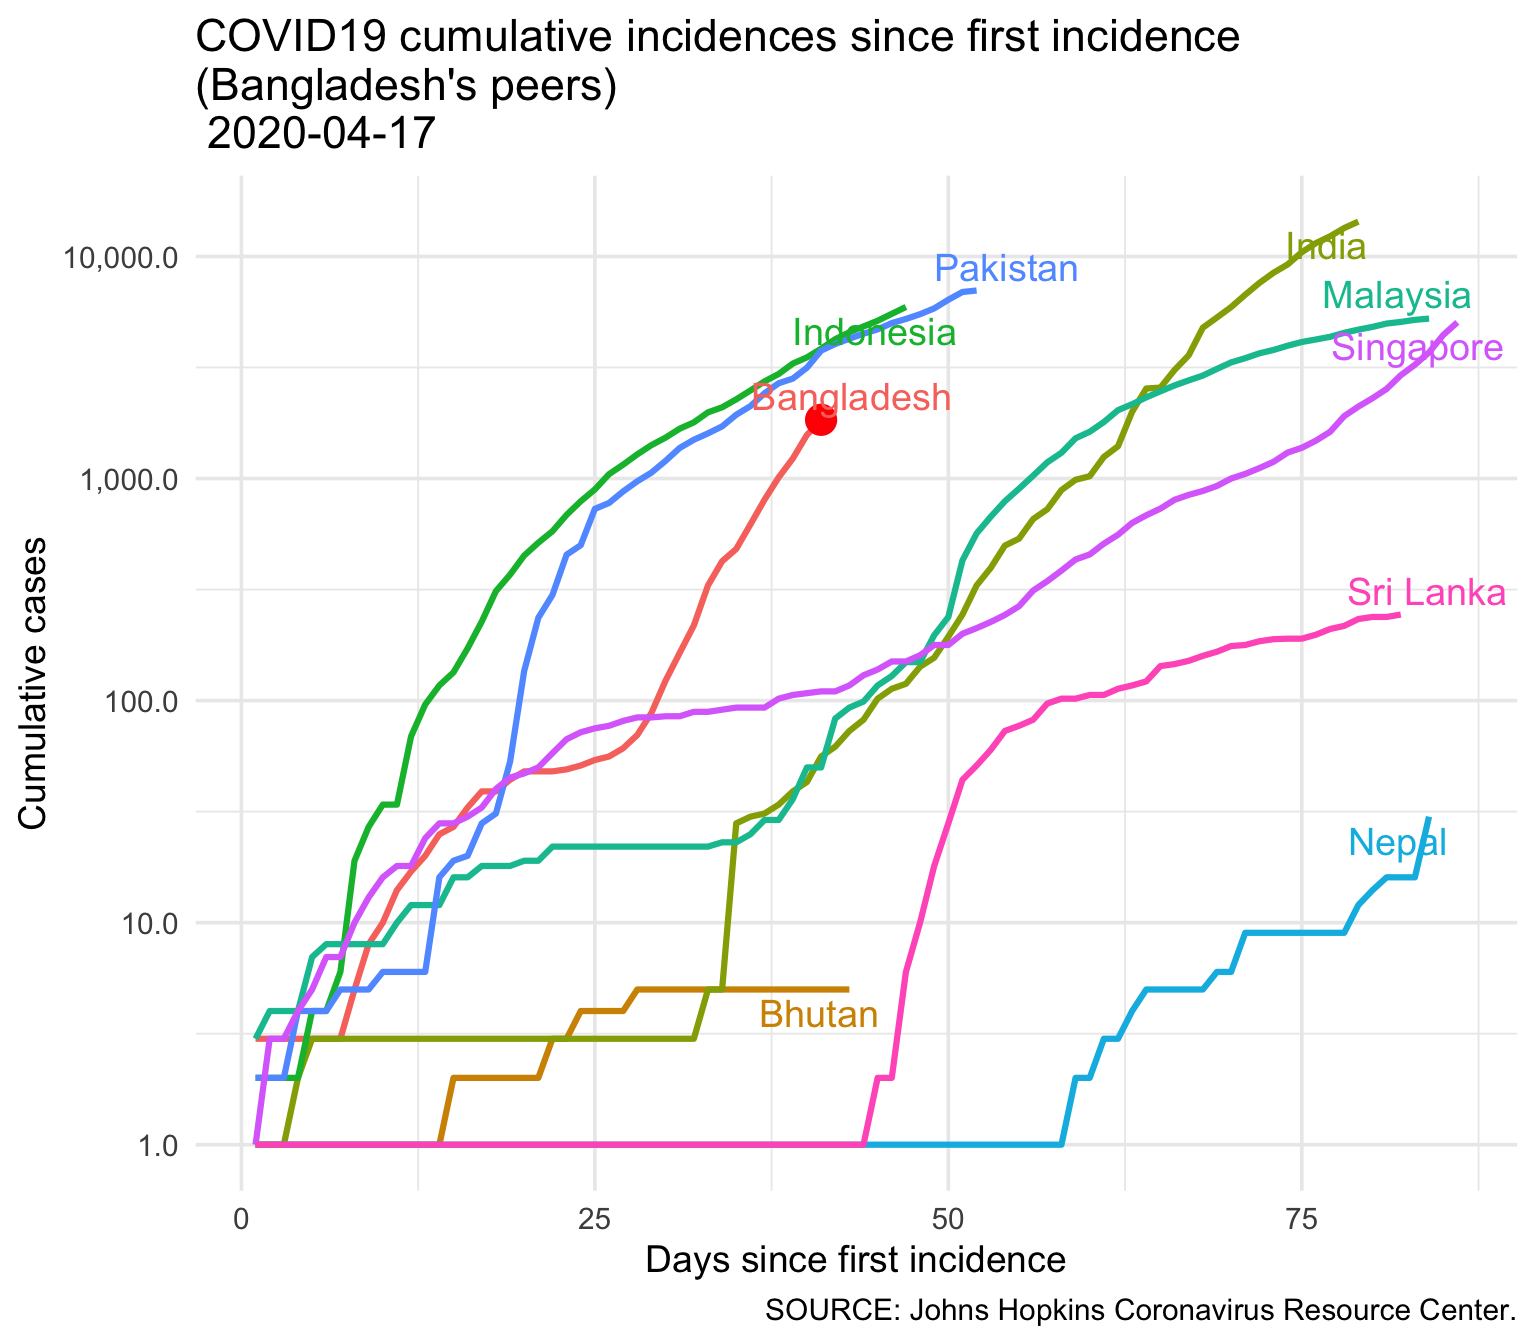 COVID19 cumulative incidences since first incidence
(Bangladesh's peers)
2020-04-17
10,000.0
1,000.0
100.0
10.0
1.0
Cumulative cases
India
Pakistan
Malaysia
Indonesia
Singapore
Bangladesh
Sri Lanka
Nepal
Bhutan
0
25
50
75
Days since first incidence
SOURCE: Johns Hopkins Coronavirus Resource Center.